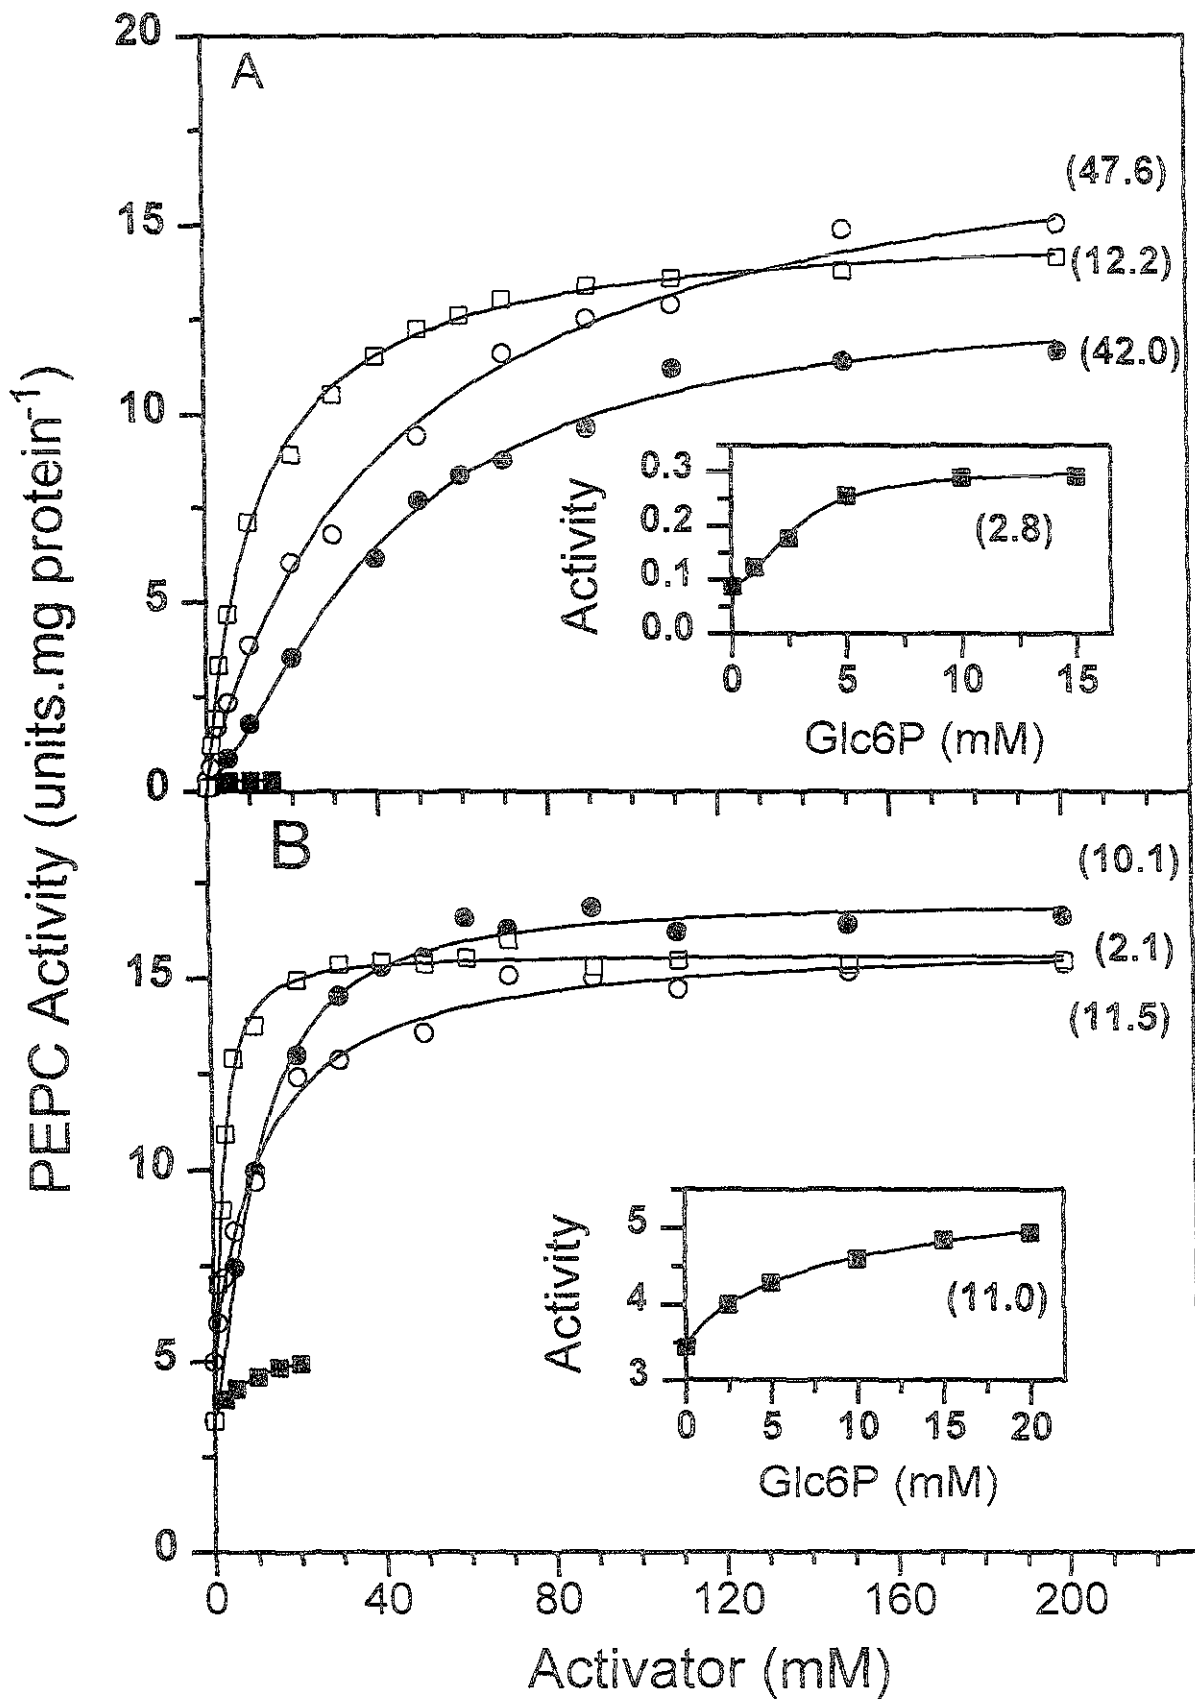 PEPC Activity (units.mg protein⁻¹)
20
15
10
5
0
A
(47.6)
(12.2)
(42.0)
Activity
0.3
0.2
0.1
0.0
(2.8)
0 5 10 15
Glc6P (mM)
B
15
10
5
0
(10.1)
(2.1)
(11.5)
Activity
5
4
3
(11.0)
0 5 10 15 20
Glc6P (mM)
0 40 80 120 160 200
Activator (mM)